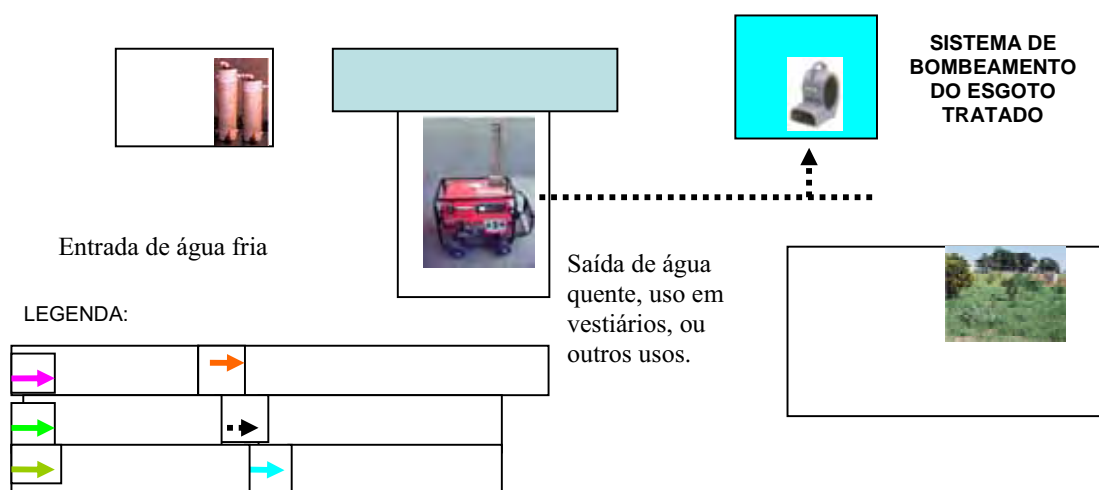 SISTEMA DE
BOMBEAMENTO
DO ESGOTO
TRATADO
Entrada de água fria
Saída de água
quente, uso em
vestiários, ou
outros usos.
LEGENDA: